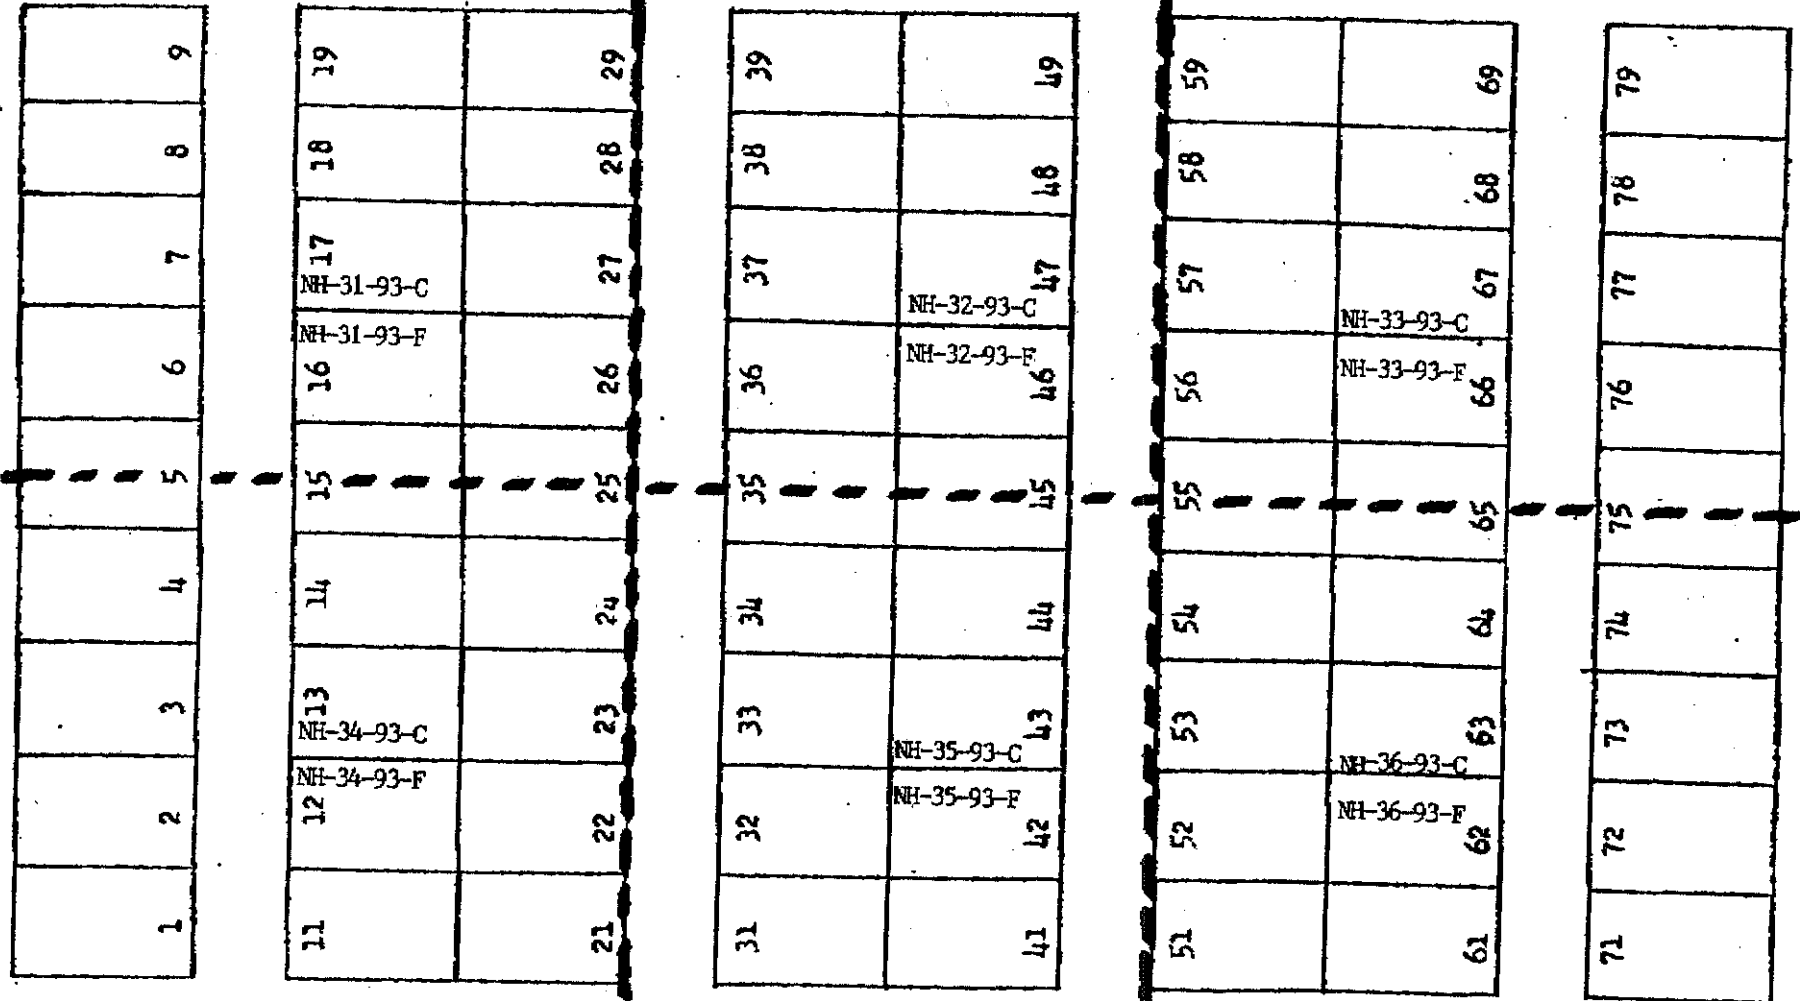 9 19 29 39 49 59 69 79
8 18 28 38 48 58 68 78
7 17 27 37 47 57 67 77
NH-31-93-C NH-32-93-C NH-33-93-C
NH-31-93-F NH-32-93-F NH-33-93-F
6 16 26 36 46 56 66 76
5 15 25 35 45 55 65 75
4 14 24 34 44 54 64 74
3 13 23 33 43 53 63 73
NH-34-93-C NH-35-93-C NH-36-93-C
NH-34-93-F NH-35-93-F NH-36-93-F
2 12 22 32 42 52 62 72
1 11 21 31 41 51 61 71